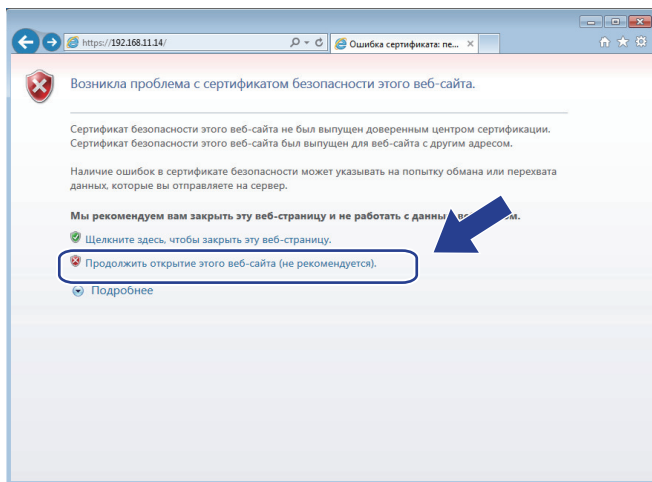 https://192.168.11.14/
Ошибка сертификата: пе...
Возникла проблема с сертификатом безопасности этого веб-сайта.
Сертификат безопасности этого веб-сайта не был выпущен доверенным центром сертификации.
Сертификат безопасности этого веб-сайта был выпущен для веб-сайта с другим адресом.
Наличие ошибок в сертификате безопасности может указывать на попытку обмана или перехвата
данных, которые вы отправляете на сервер.
Мы рекомендуем вам закрыть эту веб-страницу и не работать с данны
Щелкните здесь, чтобы закрыть эту веб-страницу.
Продолжить открытие этого веб-сайта (не рекомендуется).
Подробнее